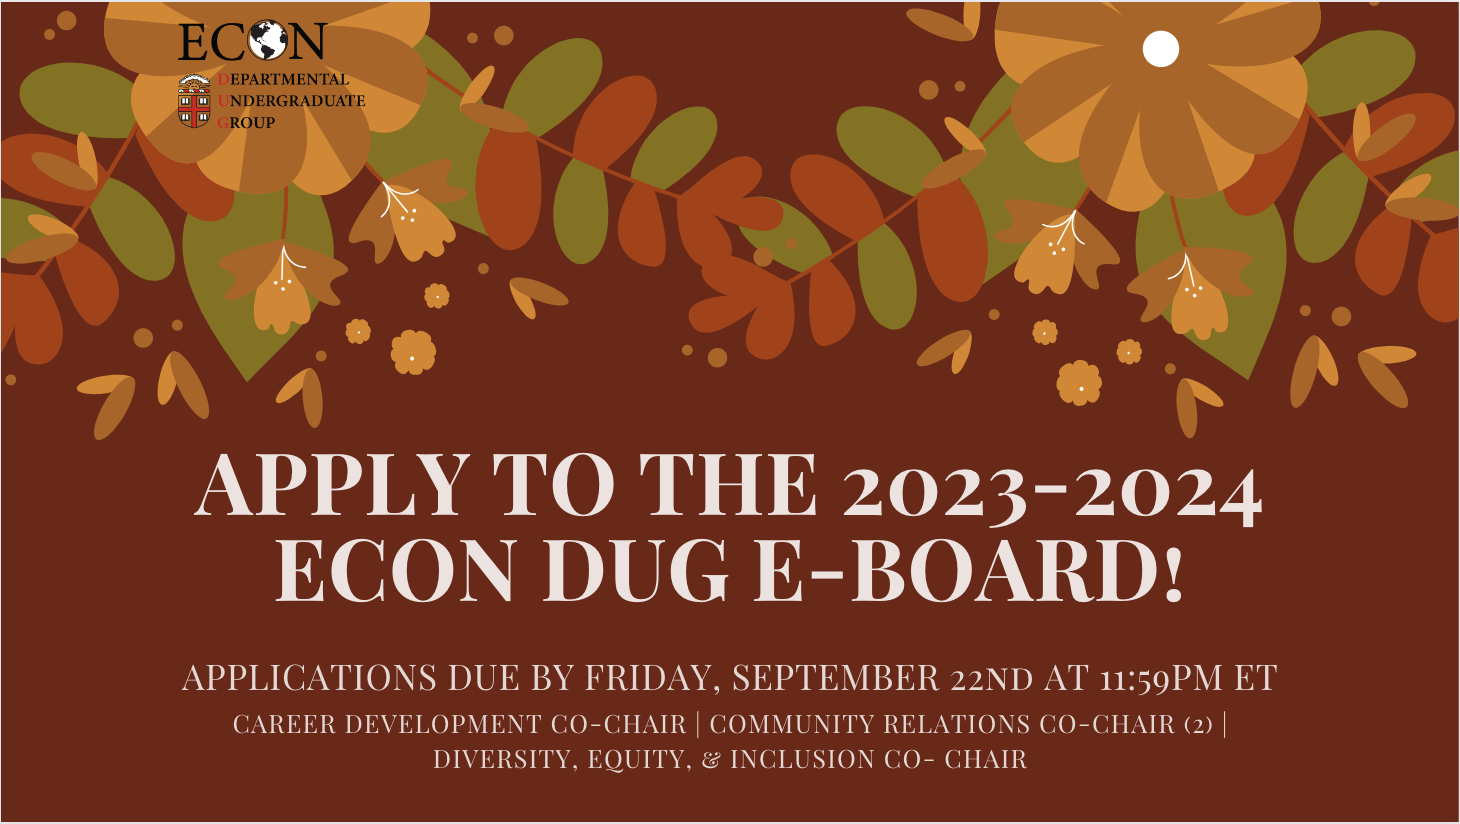 ECON
DEPARTMENTAL
UNDERGRADUATE
GROUP
APPLY TO THE 2023-2024
ECON DUG E-BOARD!
APPLICATIONS DUE BY FRIDAY, SEPTEMBER 22ND AT 11:59PM ET
CAREER DEVELOPMENT CO-CHAIR | COMMUNITY RELATIONS CO-CHAIR (2) |
DIVERSITY, EQUITY, & INCLUSION CO- CHAIR